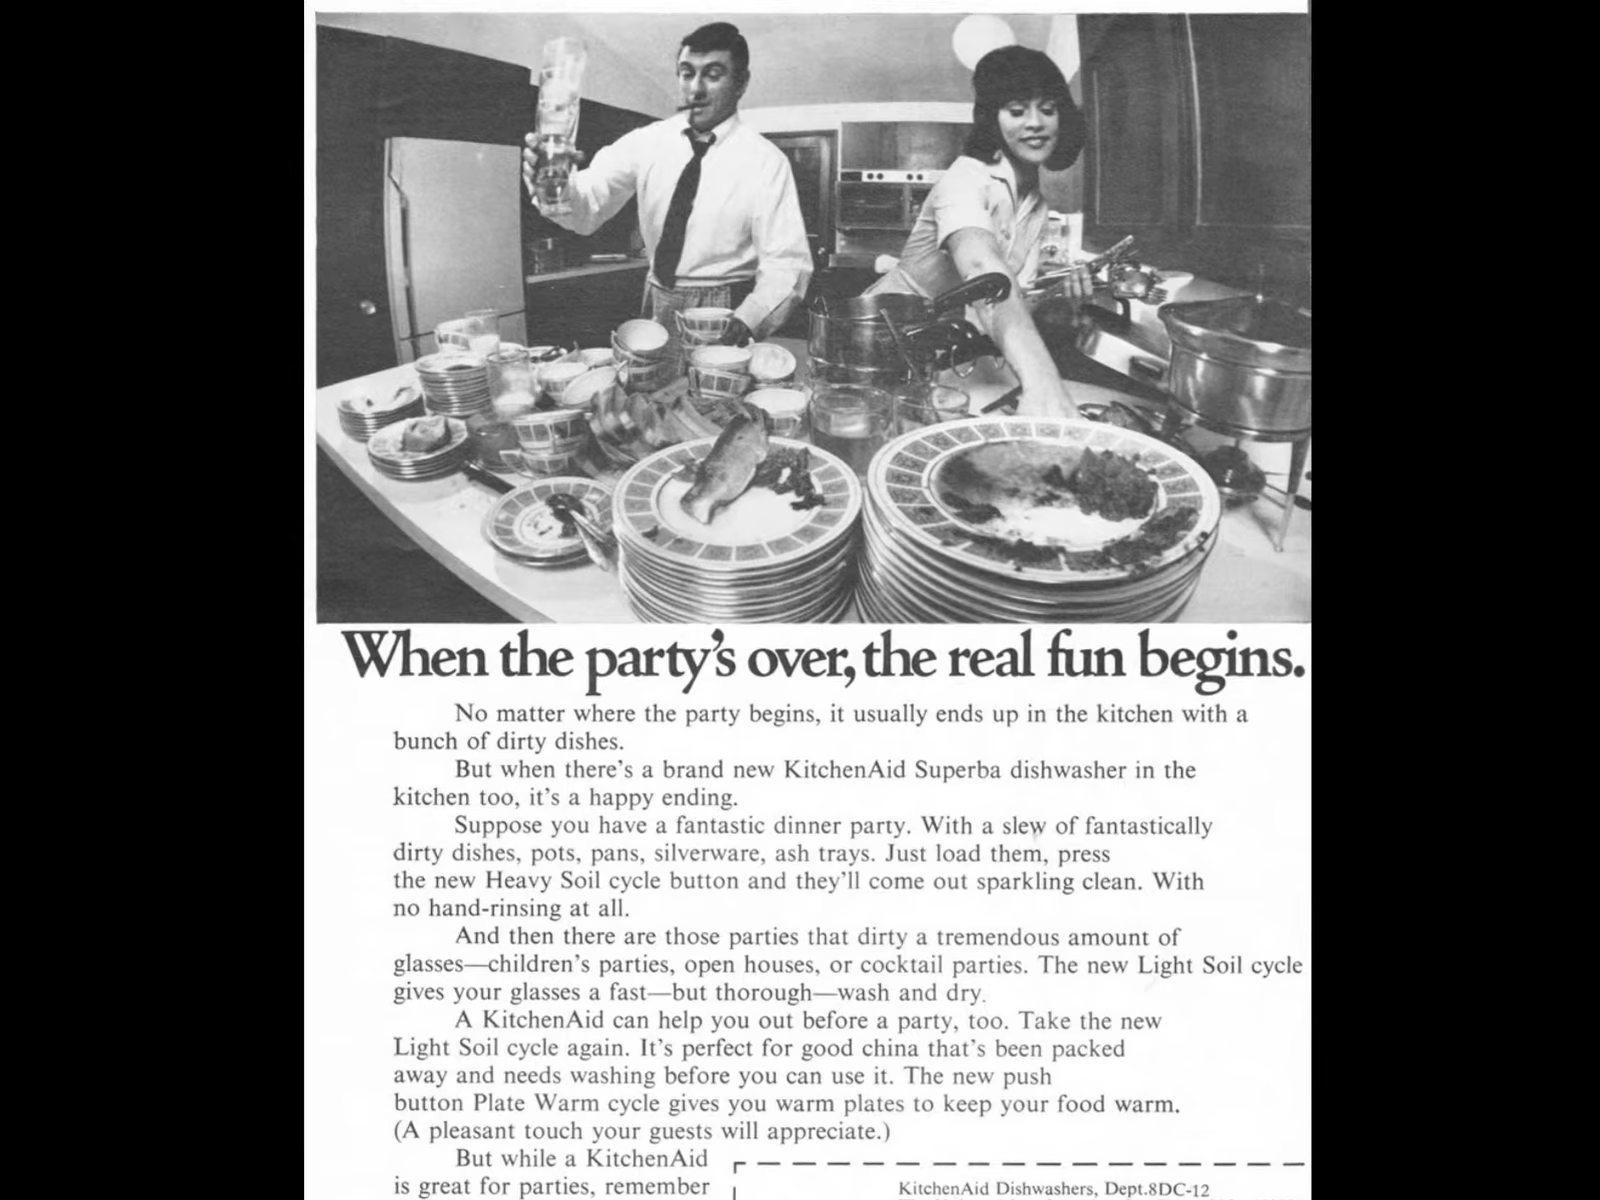 When the party's over, the real fun begins.
No matter where the party begins, it usually ends up in the kitchen with a
bunch of dirty dishes.
But when there's a brand new KitchenAid Superba dishwasher in the
kitchen too, it's a happy ending.
Suppose you have a fantastic dinner party. With a slew of fantastically
dirty dishes, pots, pans, silverware, ash trays. Just load them, press
the new Heavy Soil cycle button and they'll come out sparkling clean. With
no hand-rinsing at all.
And then there are those parties that dirty a tremendous amount of
glasses—children's parties, open houses, or cocktail parties. The new Light Soil cycle
gives your glasses a fast—but thorough—wash and dry.
A KitchenAid can help you out before a party, too. Take the new
Light Soil cycle again. It's perfect for good china that's been packed
away and needs washing before you can use it. The new push
button Plate Warm cycle gives you warm plates to keep your food warm.
(A pleasant touch your guests will appreciate.)
But while a KitchenAid
is great for parties, remember
KitchenAid Dishwashers, Dept.8DC-12